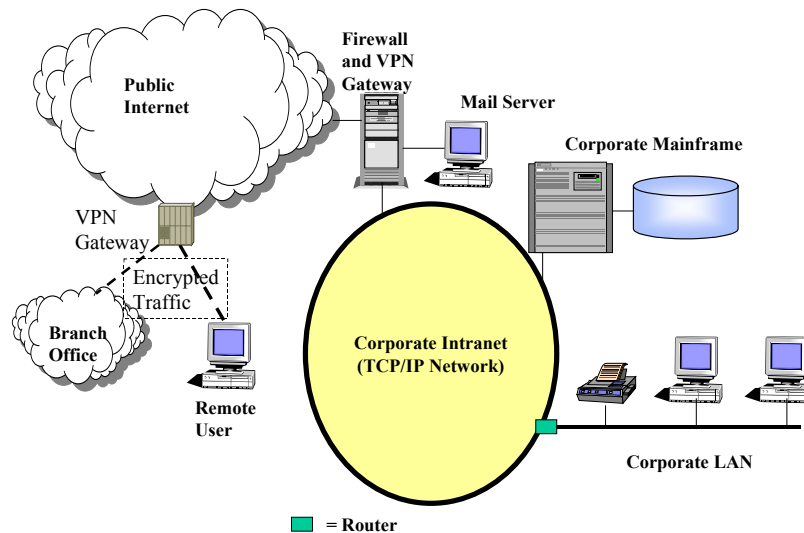 Firewall
and VPN
Gateway
Public
Internet
Mail Server
Corporate Mainframe
VPN
Gateway
Encrypted
Traffic
Branch
Office
Corporate Intranet
(TCP/IP Network)
Remote
User
Corporate LAN
= Router